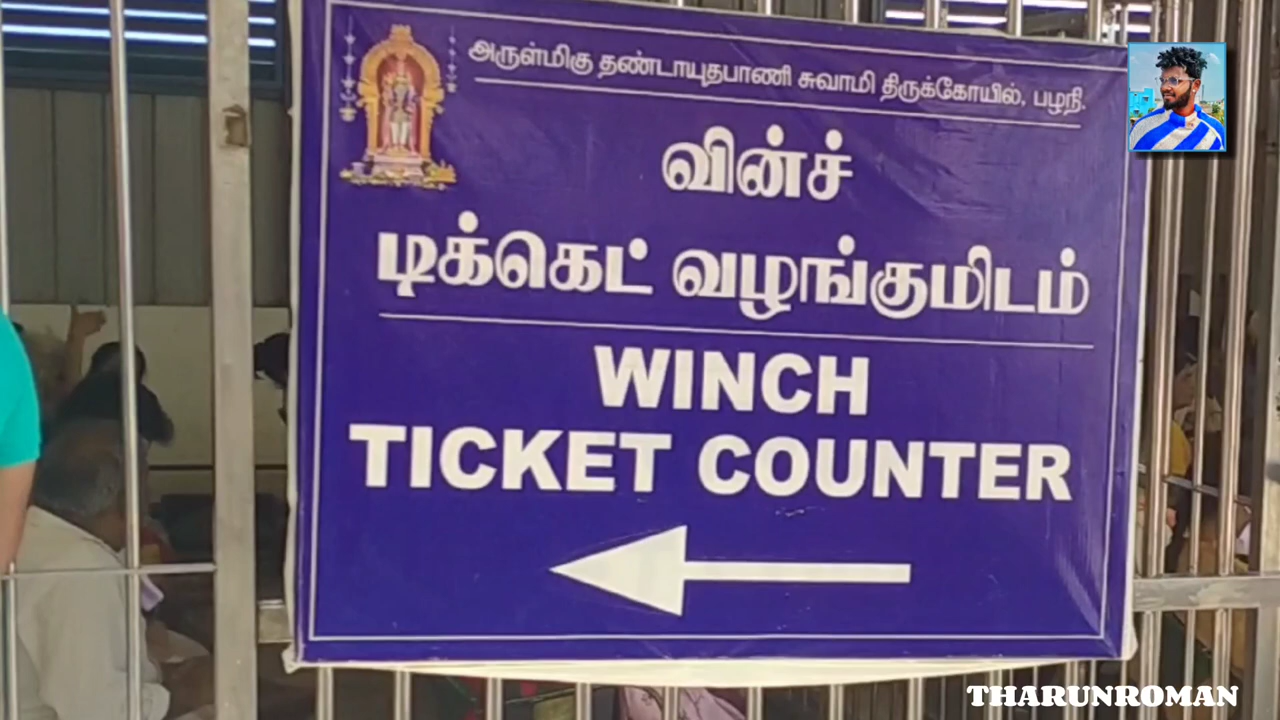 அருள்மிகு தண்டாயுதபாணி சுவாமி திருக்கோயில், பழநி.
வின்ச்
டிக்கெட் வழங்குமிடம்
WINCH
TICKET COUNTER
THARUNROMAN